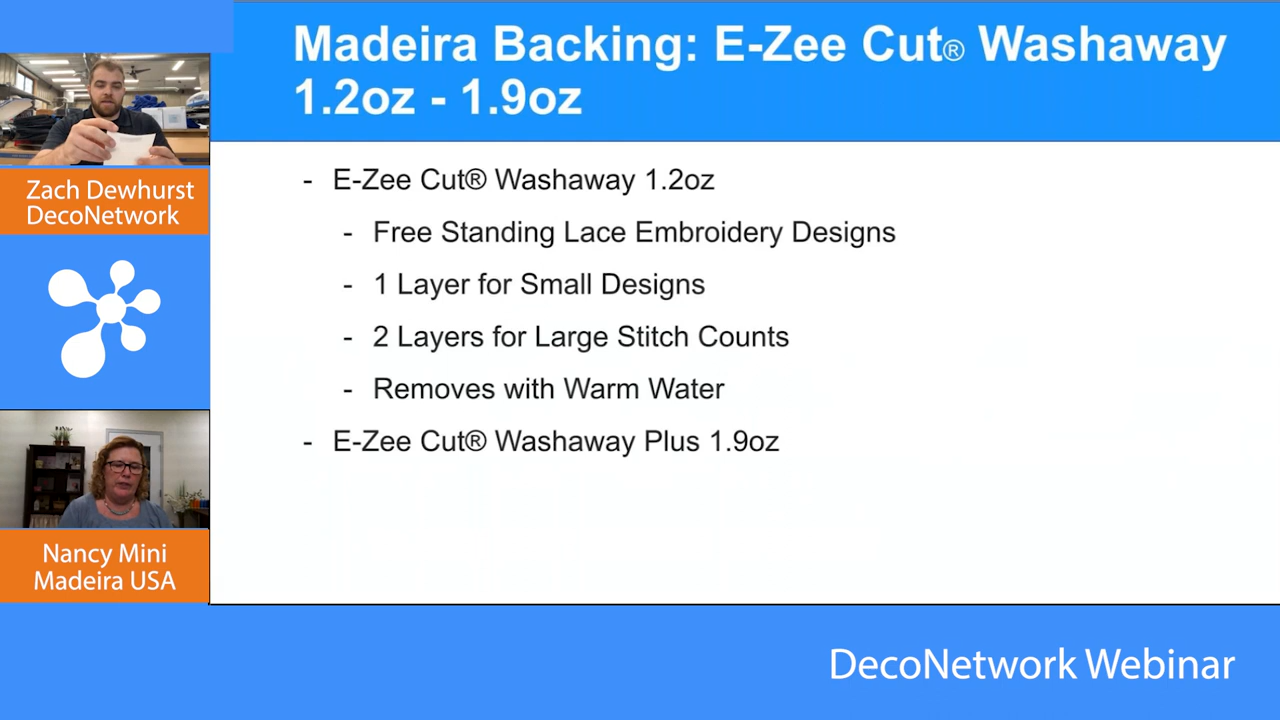 Madeira Backing: E-Zee Cut® Washaway
1.2oz - 1.9oz
Zach Dewhurst
DecoNetwork
- E-Zee Cut® Washaway 1.2oz
- Free Standing Lace Embroidery Designs
- 1 Layer for Small Designs
- 2 Layers for Large Stitch Counts
- Removes with Warm Water
- E-Zee Cut® Washaway Plus 1.9oz
Nancy Mini
Madeira USA
DecoNetwork Webinar